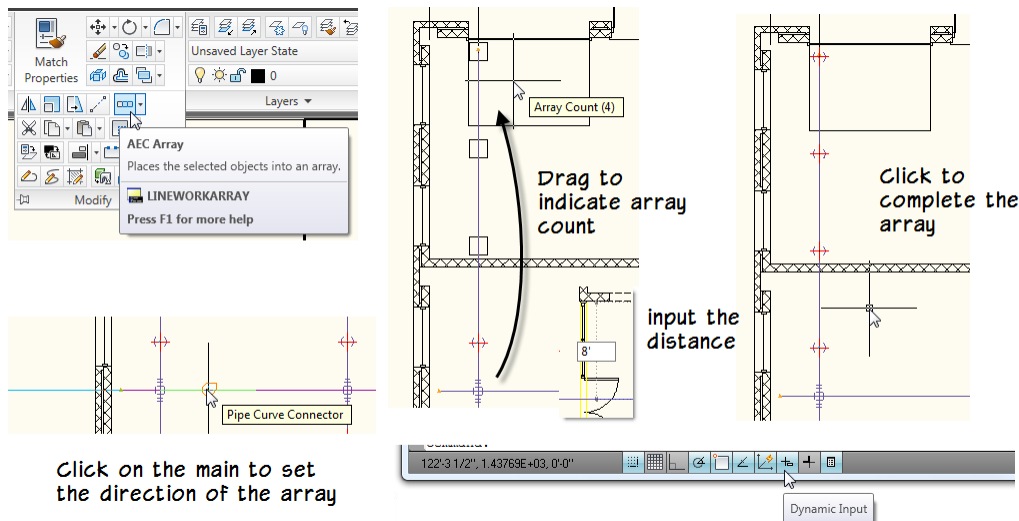 Match
Properties
Unsaved Layer State
0
Layers
AEC Array
Places the selected objects into an array.
LINEWORKARRAY
Press F1 for more help
Modify
Array Count (4)
Drag to
indicate array
count
Click to
complete the
array
input the
distance
8'
Pipe Curve Connector
Click on the main to set
the direction of the array
122'-3 1/2", 1.43769E+03, 0'-0"
Dynamic Input